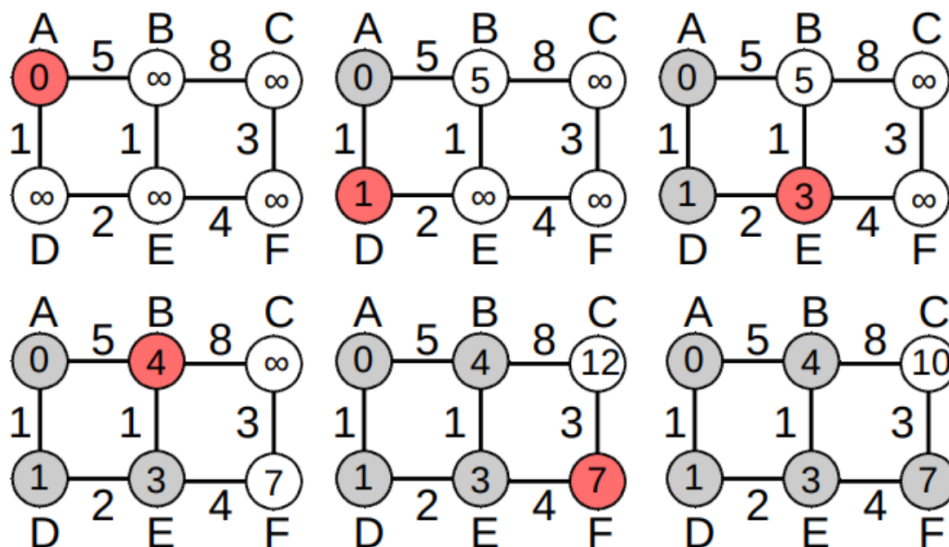 A B C A B C A B C
0 5 ∞ 8 ∞ 0 5 5 8 ∞ 0 5 5 8 ∞
1 1 3 1 1 3 1 1 3
∞ 2 ∞ 4 ∞ 1 2 ∞ 4 ∞ 1 2 3 4 ∞
D E F D E F D E F
A B C A B C A B C
0 5 4 8 ∞ 0 5 4 8 12 0 5 4 8 10
1 1 3 1 1 3 1 1 3
1 2 3 4 7 1 2 3 4 7 1 2 3 4 7
D E F D E F D E F